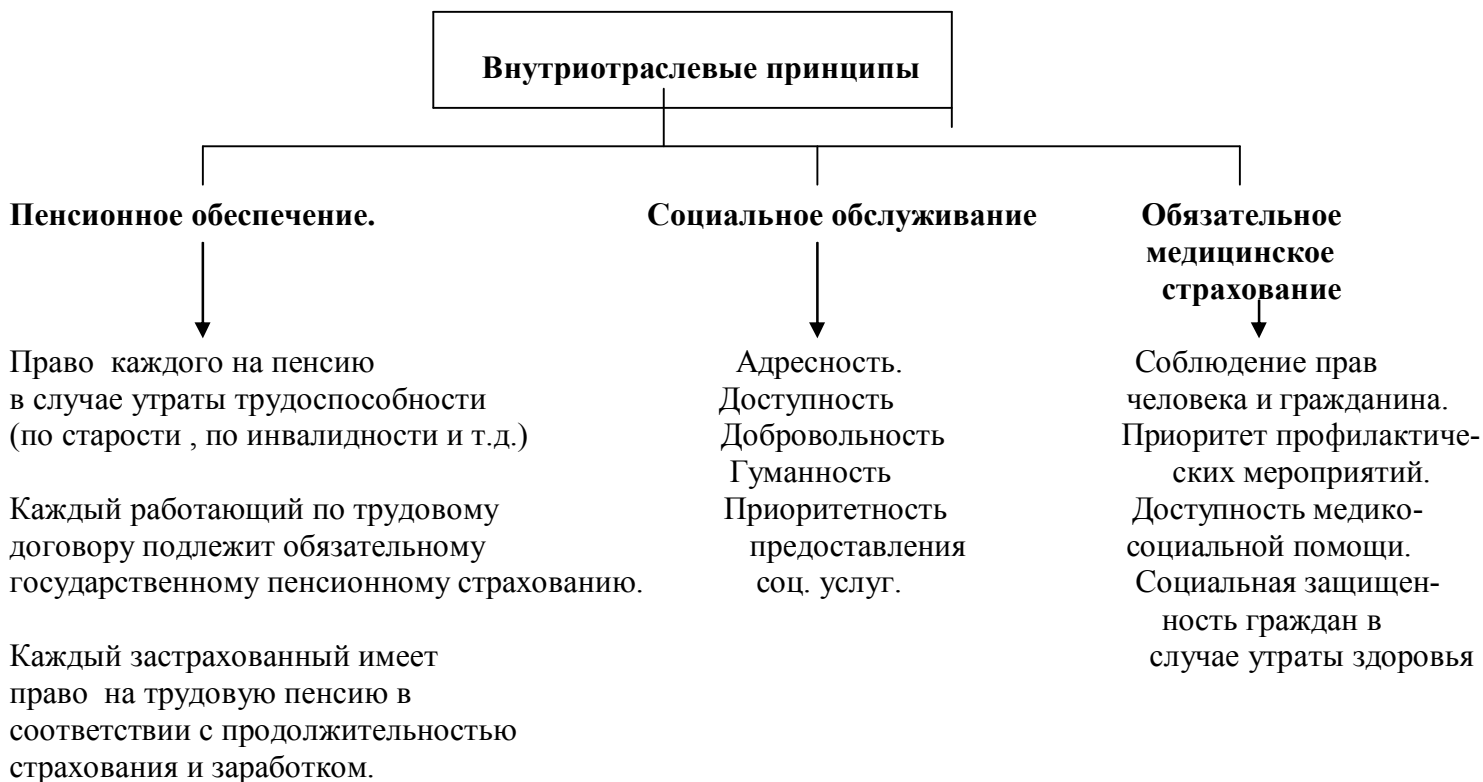 Внутриотраслевые принципы
Пенсионное обеспечение.
Право  каждого на пенсию
в случае утраты трудоспособности
(по старости , по инвалидности и т.д.)
Каждый работающий по трудовому
договору подлежит обязательному
государственному пенсионному страхованию.
Каждый застрахованный имеет
право  на трудовую пенсию в
соответствии с продолжительностью
страхования и заработком.
Социальное обслуживание
Адресность.
Доступность
Добровольность
Гуманность
Приоритетность
предоставления
соц. услуг.
Обязательное
медицинское
страхование
Соблюдение прав
человека и гражданина.
Приоритет профилактиче-
ских мероприятий.
Доступность медико-
социальной помощи.
Социальная защищен-
ность граждан в
случае утраты здоровья